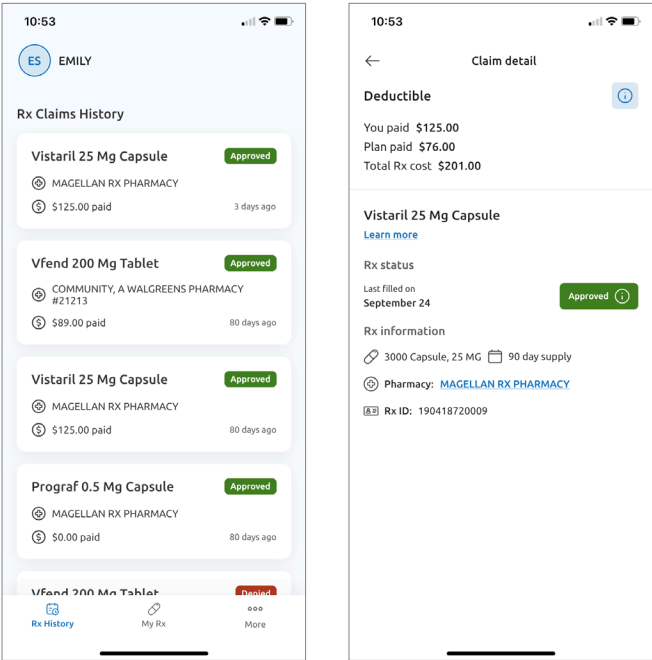 10:53
ES EMILY
Rx Claims History
Vistaril 25 Mg Capsule Approved
MAGELLAN RX PHARMACY
$125.00 paid 3 days ago
Vfend 200 Mg Tablet Approved
COMMUNITY, A WALGREENS PHARMACY
#21213
$89.00 paid 80 days ago
Vistaril 25 Mg Capsule Approved
MAGELLAN RX PHARMACY
$125.00 paid 80 days ago
Prograf 0.5 Mg Capsule Approved
MAGELLAN RX PHARMACY
$0.00 paid 80 days ago
Vfend 200 Mg Tablet Denied
Rx History My Rx More
10:53
Claim detail
Deductible
You paid $125.00
Plan paid $76.00
Total Rx cost $201.00
Vistaril 25 Mg Capsule
Learn more
Rx status
Last filled on
September 24 Approved
Rx information
3000 Capsule, 25 MG 90 day supply
Pharmacy: MAGELLAN RX PHARMACY
Rx ID: 190418720009